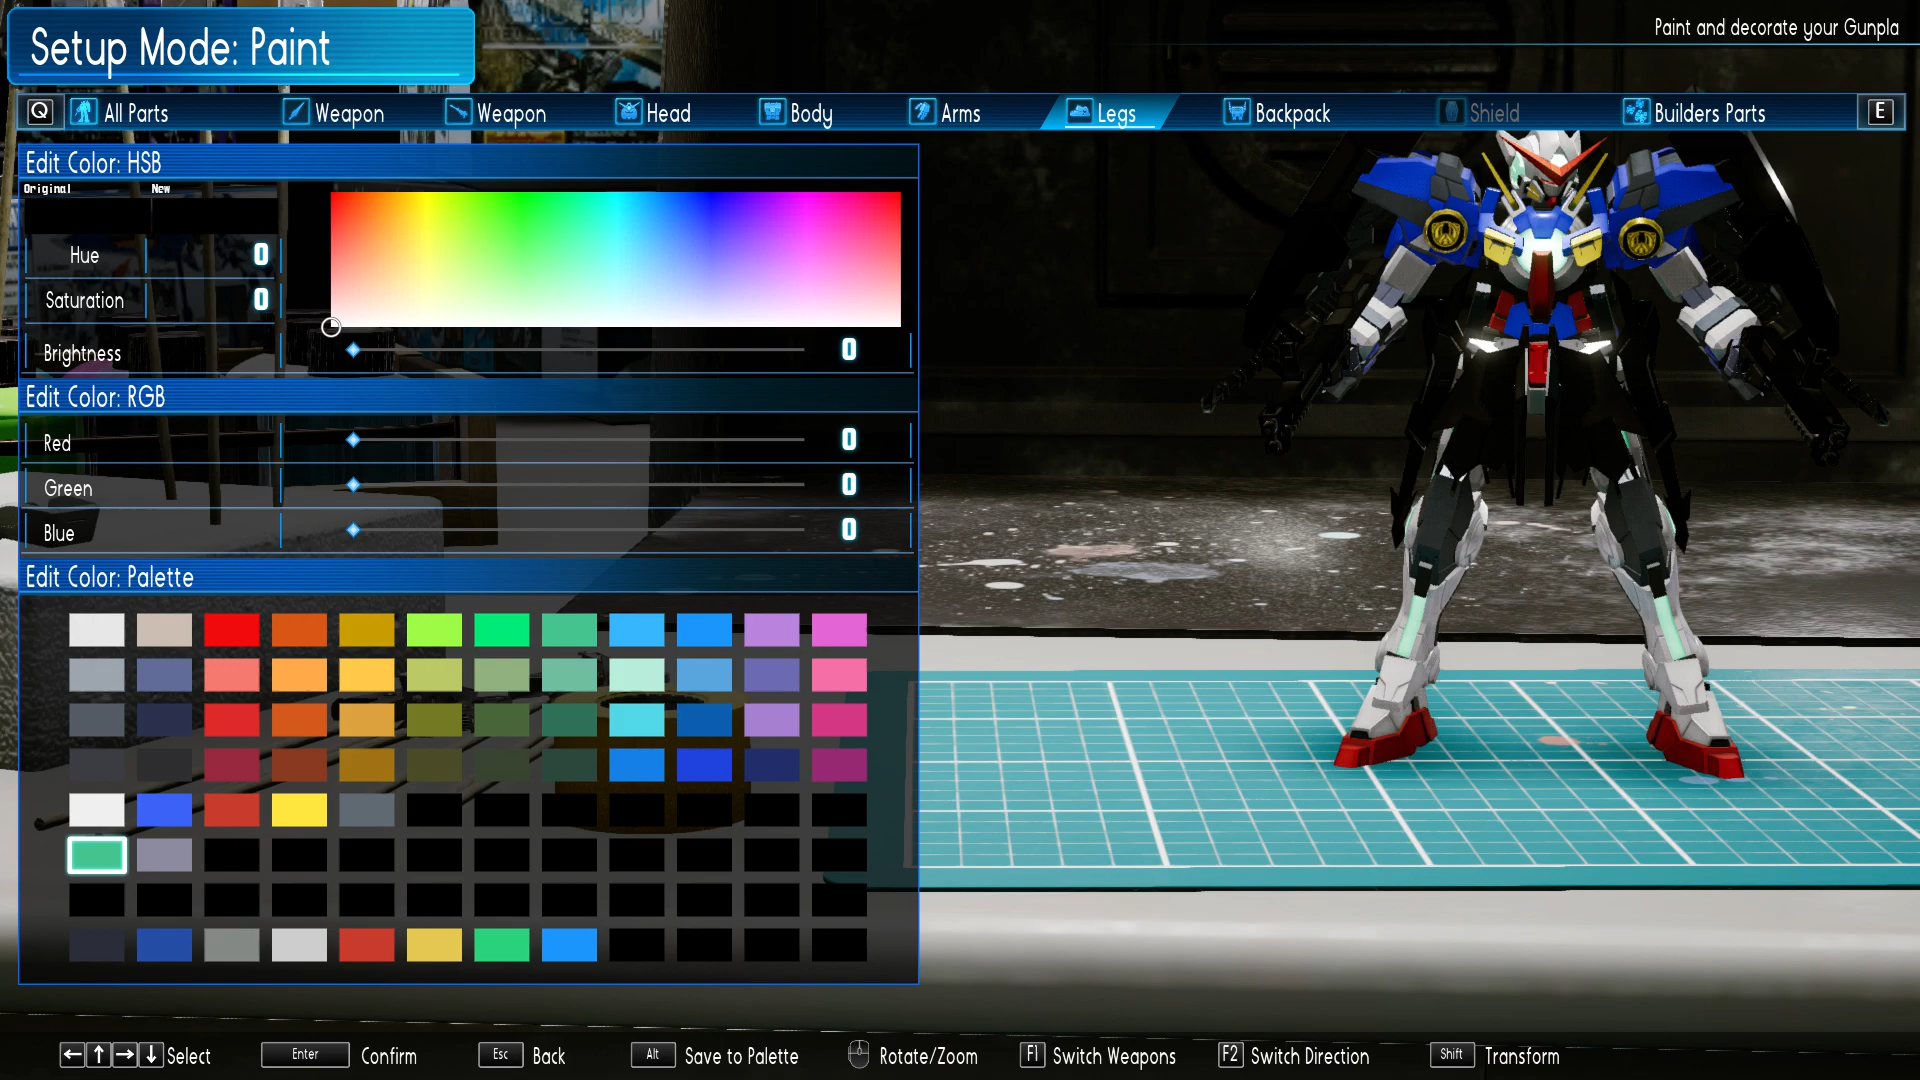 Setup Mode: Paint
Paint and decorate your Gunpla
Q All Parts Weapon Weapon Head Body Arms Legs Backpack Shield Builders Parts E
Edit Color: HSB
Original New
Hue 0
Saturation 0
Brightness 0
Edit Color: RGB
Red 0
Green 0
Blue 0
Edit Color: Palette
←↑→↓ Select Enter Confirm Esc Back Alt Save to Palette Rotate/Zoom F1 Switch Weapons F2 Switch Direction Shift Transform